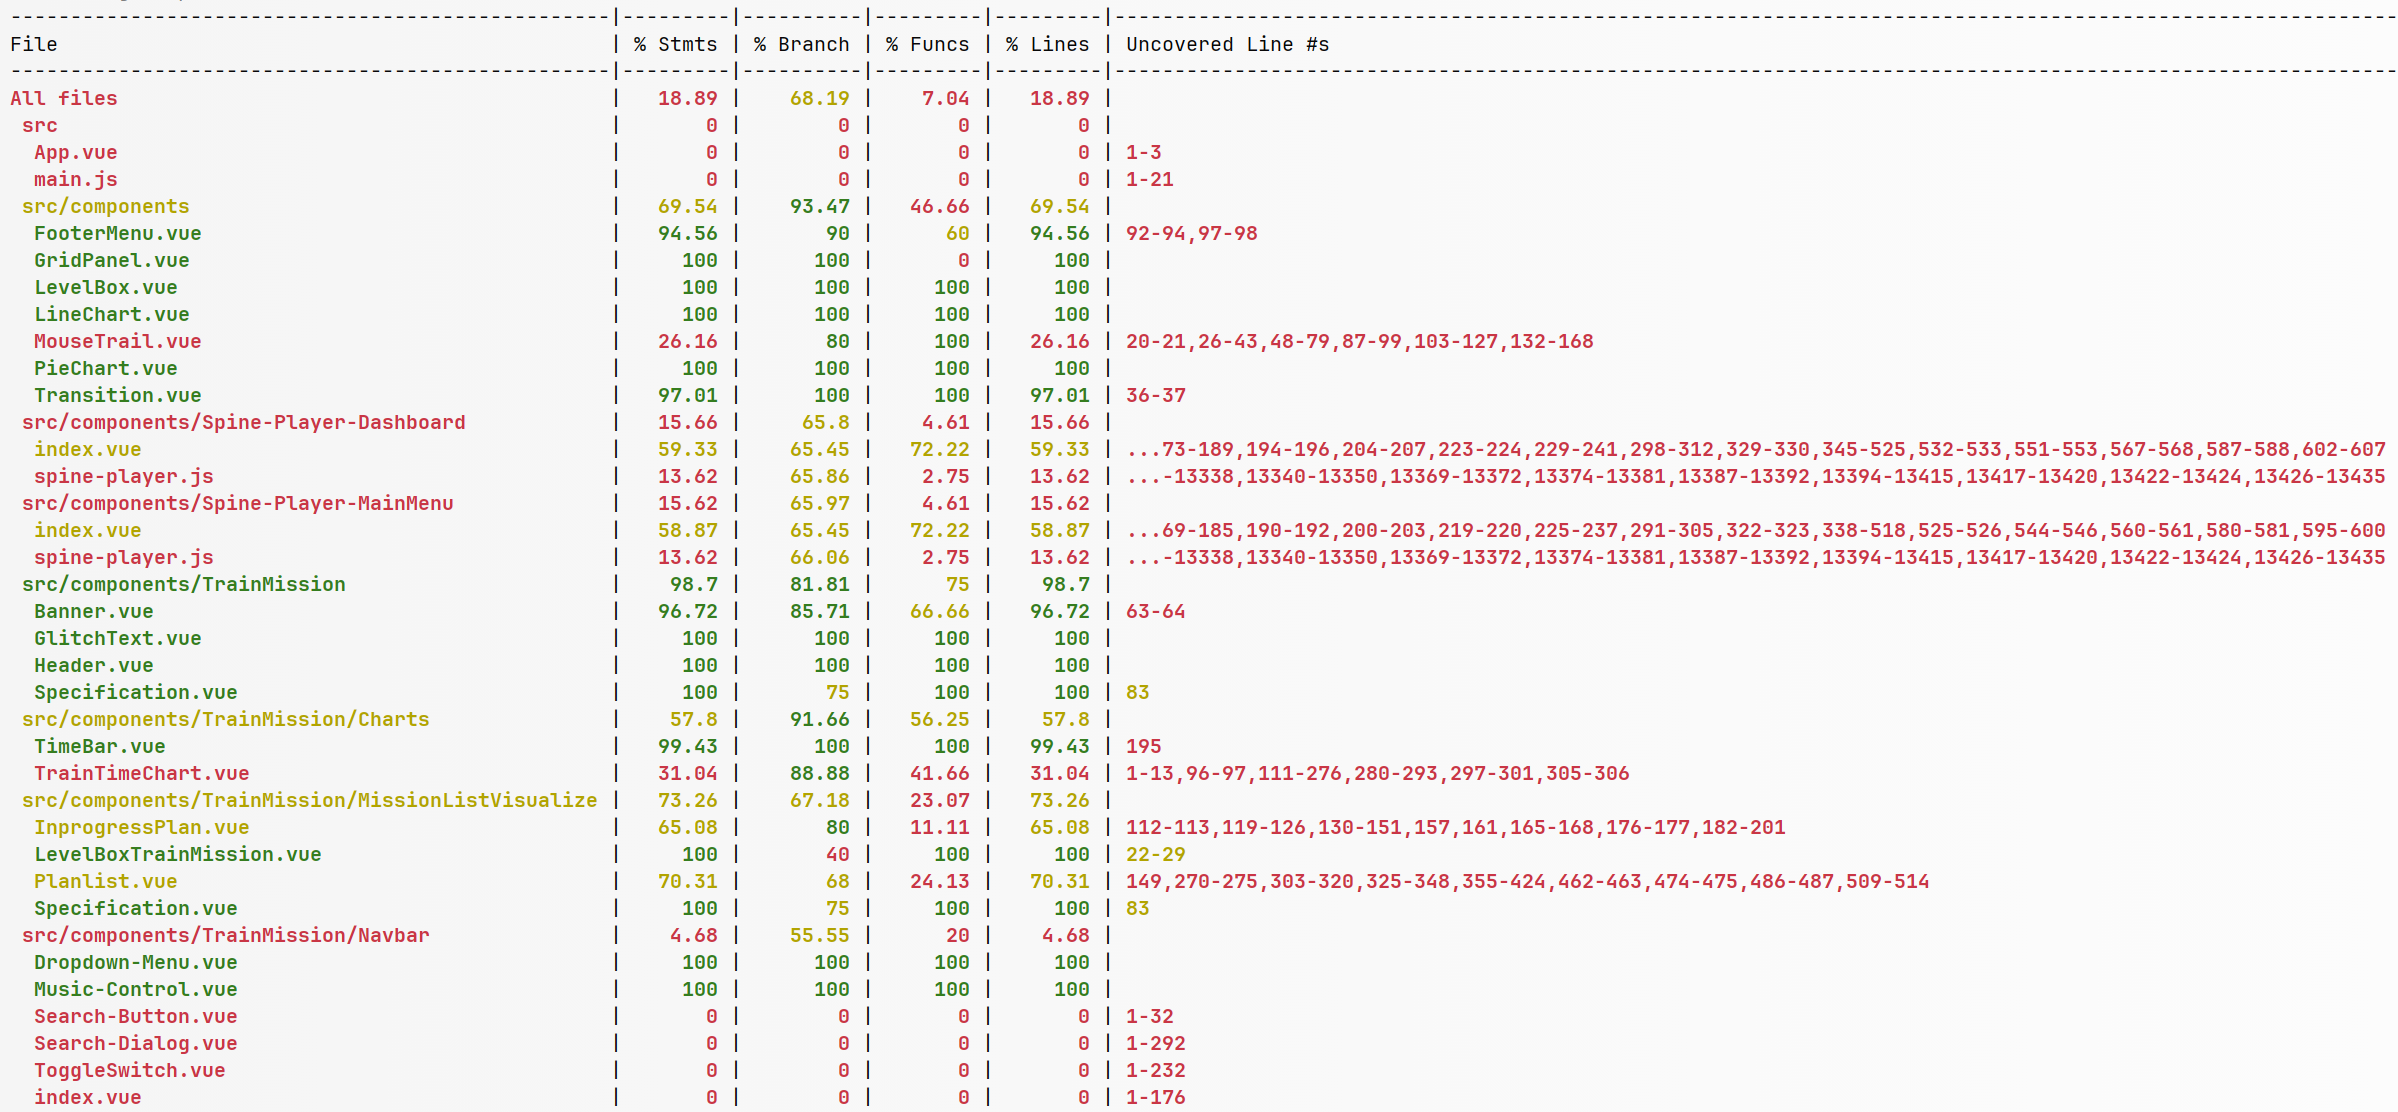 --------------------------------------------------|---------|----------|---------|---------|-----------------------------------------------------------------------------------------------------------
File                                              | % Stmts | % Branch | % Funcs | % Lines | Uncovered Line #s
--------------------------------------------------|---------|----------|---------|---------|-----------------------------------------------------------------------------------------------------------
All files                                         |   18.89 |    68.19 |    7.04 |   18.89 |
 src                                              |       0 |        0 |       0 |       0 |
  App.vue                                         |       0 |        0 |       0 |       0 | 1-3
  main.js                                         |       0 |        0 |       0 |       0 | 1-21
 src/components                                   |   69.54 |    93.47 |   46.66 |   69.54 |
  FooterMenu.vue                                  |   94.56 |       90 |      60 |   94.56 | 92-94,97-98
  GridPanel.vue                                   |     100 |      100 |       0 |     100 |
  LevelBox.vue                                    |     100 |      100 |     100 |     100 |
  LineChart.vue                                   |     100 |      100 |     100 |     100 |
  MouseTrail.vue                                  |   26.16 |       80 |     100 |   26.16 | 20-21,26-43,48-79,87-99,103-127,132-168
  PieChart.vue                                    |     100 |      100 |     100 |     100 |
  Transition.vue                                  |   97.01 |      100 |     100 |   97.01 | 36-37
 src/components/Spine-Player-Dashboard            |   15.66 |     65.8 |    4.61 |   15.66 |
  index.vue                                       |   59.33 |    65.45 |   72.22 |   59.33 | ...73-189,194-196,204-207,223-224,229-241,298-312,329-330,345-525,532-533,551-553,567-568,587-588,602-607
  spine-player.js                                 |   13.62 |    65.86 |    2.75 |   13.62 | ...-13338,13340-13350,13369-13372,13374-13381,13387-13392,13394-13415,13417-13420,13422-13424,13426-13435
 src/components/Spine-Player-MainMenu             |   15.62 |    65.97 |    4.61 |   15.62 |
  index.vue                                       |   58.87 |    65.45 |   72.22 |   58.87 | ...69-185,190-192,200-203,219-220,225-237,291-305,322-323,338-518,525-526,544-546,560-561,580-581,595-600
  spine-player.js                                 |   13.62 |    66.06 |    2.75 |   13.62 | ...-13338,13340-13350,13369-13372,13374-13381,13387-13392,13394-13415,13417-13420,13422-13424,13426-13435
 src/components/TrainMission                      |    98.7 |    81.81 |      75 |    98.7 |
  Banner.vue                                      |   96.72 |    85.71 |   66.66 |   96.72 | 63-64
  GlitchText.vue                                  |     100 |      100 |     100 |     100 |
  Header.vue                                      |     100 |      100 |     100 |     100 |
  Specification.vue                               |     100 |       75 |     100 |     100 | 83
 src/components/TrainMission/Charts               |    57.8 |    91.66 |   56.25 |    57.8 |
  TimeBar.vue                                     |   99.43 |      100 |     100 |   99.43 | 195
  TrainTimeChart.vue                              |   31.04 |    88.88 |   41.66 |   31.04 | 1-13,96-97,111-276,280-293,297-301,305-306
 src/components/TrainMission/MissionListVisualize |   73.26 |    67.18 |   23.07 |   73.26 |
  InprogressPlan.vue                              |   65.08 |       80 |   11.11 |   65.08 | 112-113,119-126,130-151,157,161,165-168,176-177,182-201
  LevelBoxTrainMission.vue                        |     100 |       40 |     100 |     100 | 22-29
  Planlist.vue                                    |   70.31 |       68 |   24.13 |   70.31 | 149,270-275,303-320,325-348,355-424,462-463,474-475,486-487,509-514
  Specification.vue                               |     100 |       75 |     100 |     100 | 83
 src/components/TrainMission/Navbar               |    4.68 |    55.55 |      20 |    4.68 |
  Dropdown-Menu.vue                               |     100 |      100 |     100 |     100 |
  Music-Control.vue                               |     100 |      100 |     100 |     100 |
  Search-Button.vue                               |       0 |        0 |       0 |       0 | 1-32
  Search-Dialog.vue                               |       0 |        0 |       0 |       0 | 1-292
  ToggleSwitch.vue                                |       0 |        0 |       0 |       0 | 1-232
  index.vue                                       |       0 |        0 |       0 |       0 | 1-176